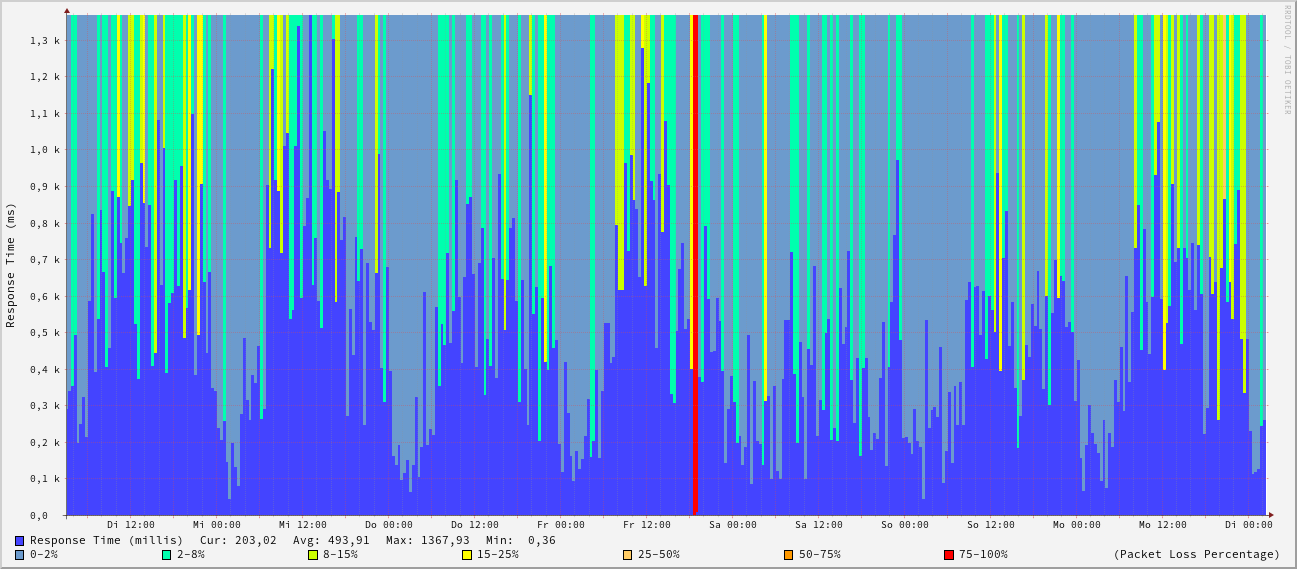 RRDTOOL / TOBI OETIKER
Response Time (ms)
1,3 k
1,2 k
1,1 k
1,0 k
0,9 k
0,8 k
0,7 k
0,6 k
0,5 k
0,4 k
0,3 k
0,2 k
0,1 k
0,0
Di 12:00 Mi 00:00 Mi 12:00 Do 00:00 Do 12:00 Fr 00:00 Fr 12:00 Sa 00:00 Sa 12:00 So 00:00 So 12:00 Mo 00:00 Mo 12:00 Di 00:00
Response Time (millis) Cur: 203,02 Avg: 493,91 Max: 1367,93 Min: 0,36
0-2% 2-8% 8-15% 15-25% 25-50% 50-75% 75-100% (Packet Loss Percentage)